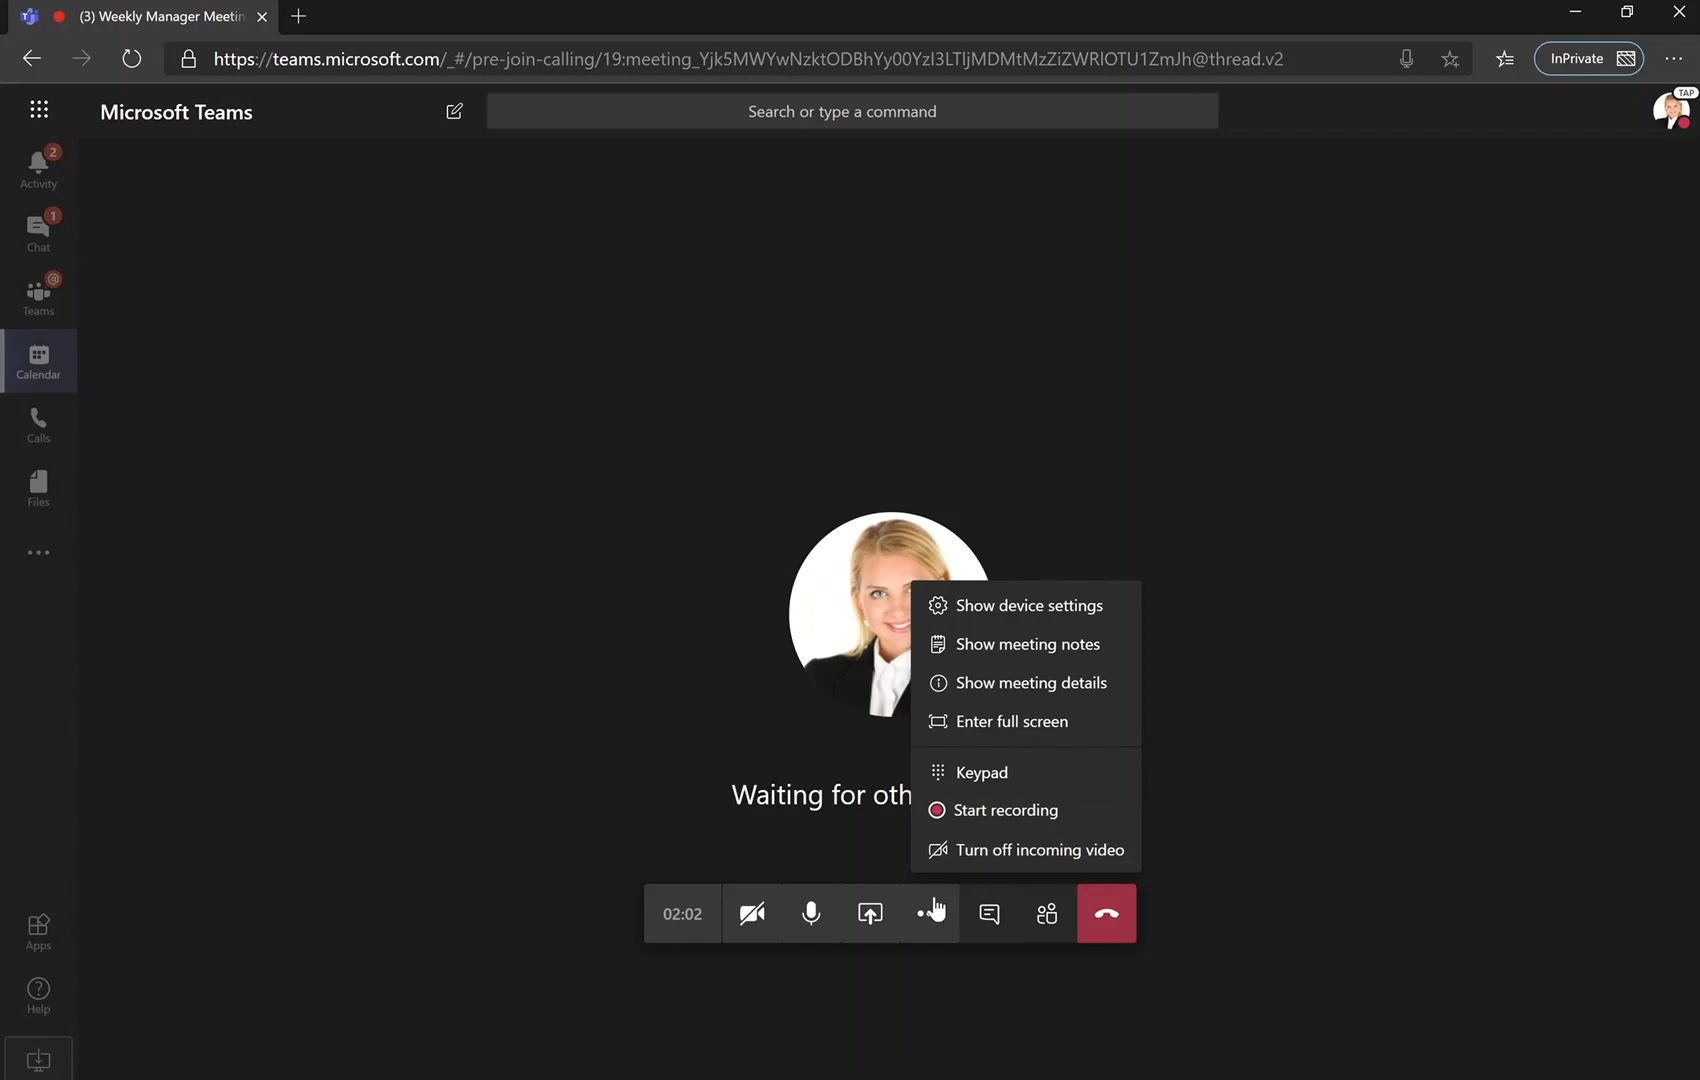 (3) Weekly Manager Meetin
https://teams.microsoft.com/_#/pre-join-calling/19:meeting_Yjk5MWYwNzktODBhYy00YzI3LTljMDMtMzZiZWRlOTU1ZmJh@thread.v2
InPrivate
Microsoft Teams
Search or type a command
TAP
2
Activity
1
Chat
@
Teams
Calendar
Calls
Files
Show device settings
Show meeting notes
Show meeting details
Enter full screen
Keypad
Waiting for oth
Start recording
Turn off incoming video
02:02
Apps
Help